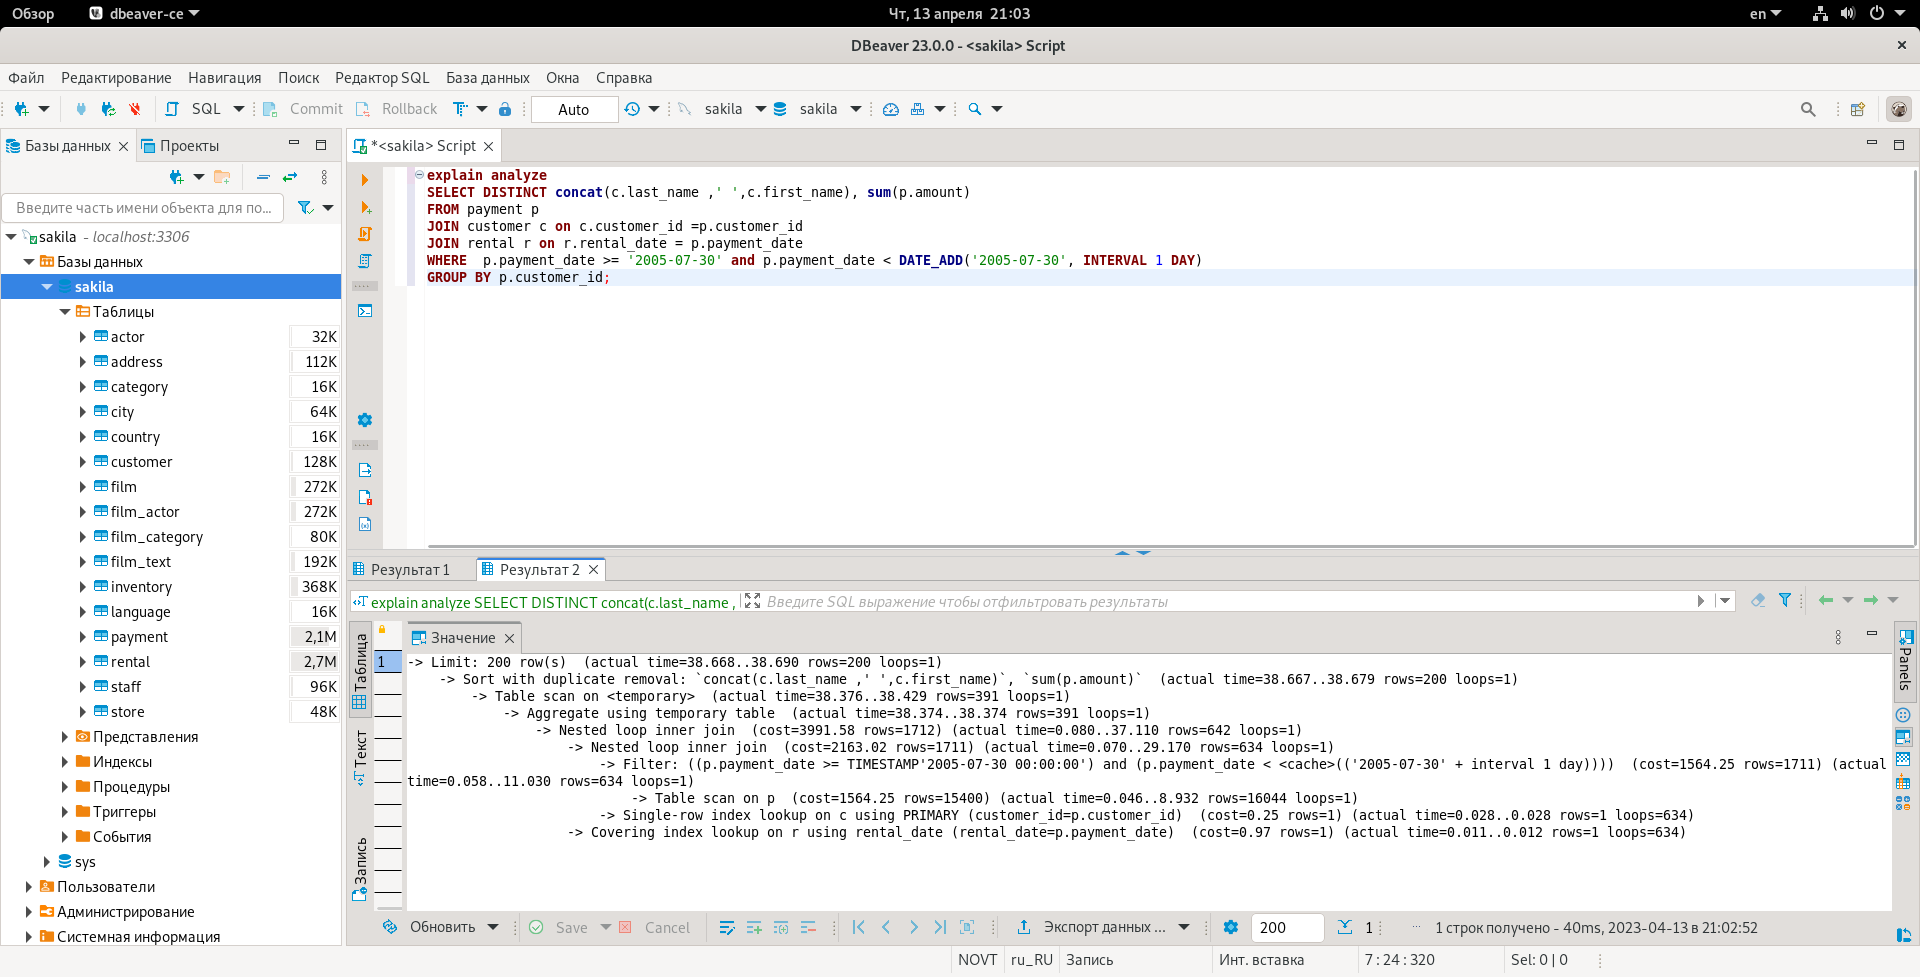 Обзор
dbeaver-ce
Чт, 13 апреля 21:03
en
DBeaver 23.0.0 - <sakila> Script
Файл Редактирование Навигация Поиск Редактор SQL База данных Окна Справка
SQL Commit Rollback Auto sakila sakila
Базы данных Проекты
*<sakila> Script
Введите часть имени объекта для по...
sakila - localhost:3306
Базы данных
sakila
Таблицы
actor 32K
address 112K
category 16K
city 64K
country 16K
customer 128K
film 272K
film_actor 272K
film_category 80K
film_text 192K
inventory 368K
language 16K
payment 2,1M
rental 2,7M
staff 96K
store 48K
Представления
Индексы
Процедуры
Триггеры
События
sys
Пользователи
Администрирование
Системная информация
explain analyze
SELECT DISTINCT concat(c.last_name ,' ',c.first_name), sum(p.amount)
FROM payment p
JOIN customer c on c.customer_id =p.customer_id
JOIN rental r on r.rental_date = p.payment_date
WHERE  p.payment_date >= '2005-07-30' and p.payment_date < DATE_ADD('2005-07-30', INTERVAL 1 DAY)
GROUP BY p.customer_id;
Результат 1 Результат 2
explain analyze SELECT DISTINCT concat(c.last_name , Введите SQL выражение чтобы отфильтровать результаты
Таблица
Текст
Запись
Значение
1
-> Limit: 200 row(s)  (actual time=38.668..38.690 rows=200 loops=1)
-> Sort with duplicate removal: `concat(c.last_name ,' ',c.first_name)`, `sum(p.amount)`  (actual time=38.667..38.679 rows=200 loops=1)
-> Table scan on <temporary>  (actual time=38.376..38.429 rows=391 loops=1)
-> Aggregate using temporary table  (actual time=38.374..38.374 rows=391 loops=1)
-> Nested loop inner join  (cost=3991.58 rows=1712) (actual time=0.080..37.110 rows=642 loops=1)
-> Nested loop inner join  (cost=2163.02 rows=1711) (actual time=0.070..29.170 rows=634 loops=1)
-> Filter: ((p.payment_date >= TIMESTAMP'2005-07-30 00:00:00') and (p.payment_date < <cache>(('2005-07-30' + interval 1 day))))  (cost=1564.25 rows=1711) (actual
time=0.058..11.030 rows=634 loops=1)
-> Table scan on p  (cost=1564.25 rows=15400) (actual time=0.046..8.932 rows=16044 loops=1)
-> Single-row index lookup on c using PRIMARY (customer_id=p.customer_id)  (cost=0.25 rows=1) (actual time=0.028..0.028 rows=1 loops=634)
-> Covering index lookup on r using rental_date (rental_date=p.payment_date)  (cost=0.97 rows=1) (actual time=0.011..0.012 rows=1 loops=634)
Panels
Обновить Save Cancel Экспорт данных ... 200 1 1 строк получено - 40ms, 2023-04-13 в 21:02:52
NOVT ru_RU Запись Инт. вставка 7 : 24 : 320 Sel: 0 | 0